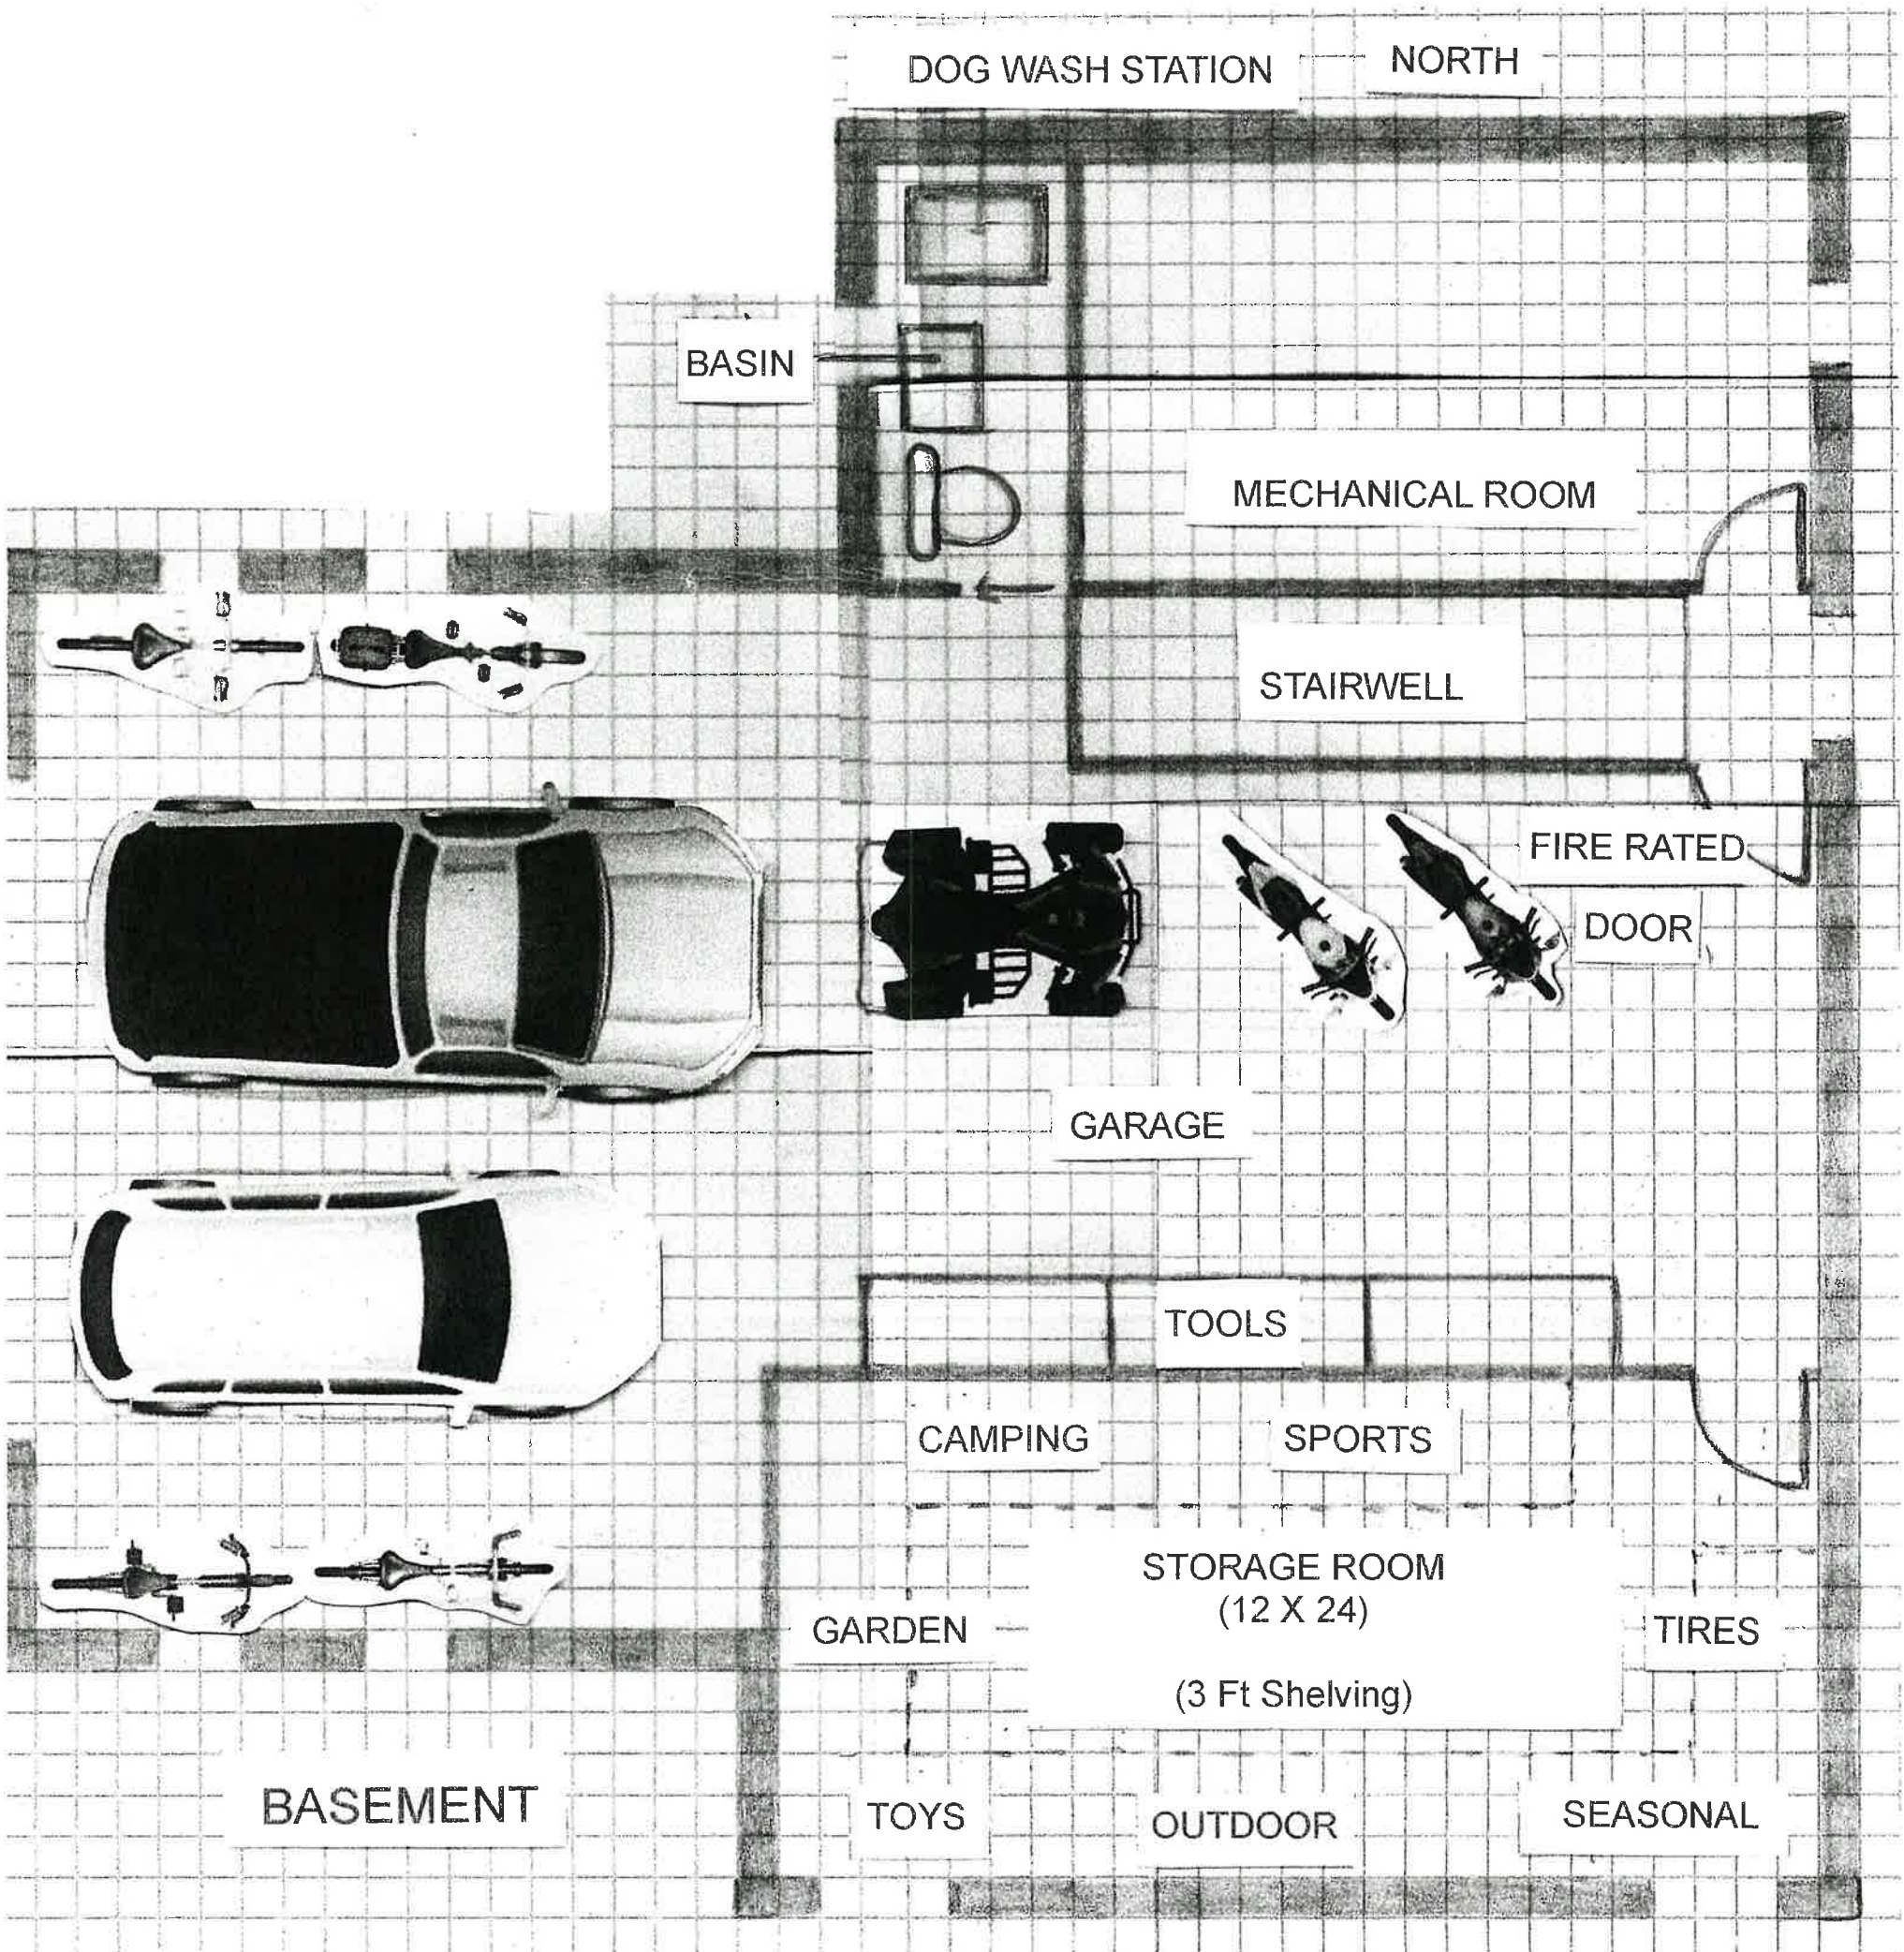 DOG WASH STATION
NORTH
BASIN
MECHANICAL ROOM
STAIRWELL
FIRE RATED
DOOR
GARAGE
TOOLS
CAMPING
SPORTS
STORAGE ROOM
(12 X 24)
GARDEN
TIRES
(3 Ft Shelving)
BASEMENT
TOYS
OUTDOOR
SEASONAL